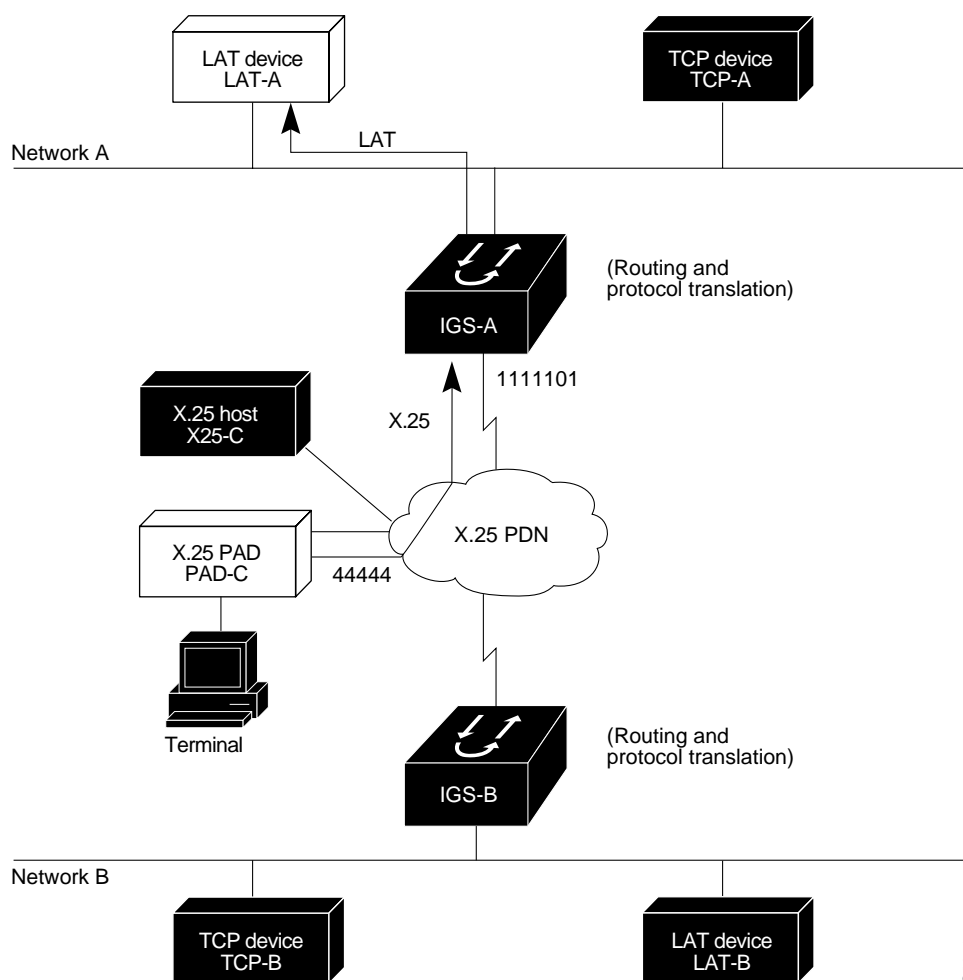 LAT device
LAT-A
TCP device
TCP-A
LAT
Network A
(Routing and
protocol translation)
IGS-A
1111101
X.25 host
X25-C
X.25
X.25 PDN
X.25 PAD
PAD-C
44444
Terminal
(Routing and
protocol translation)
IGS-B
Network B
TCP device
TCP-B
LAT device
LAT-B